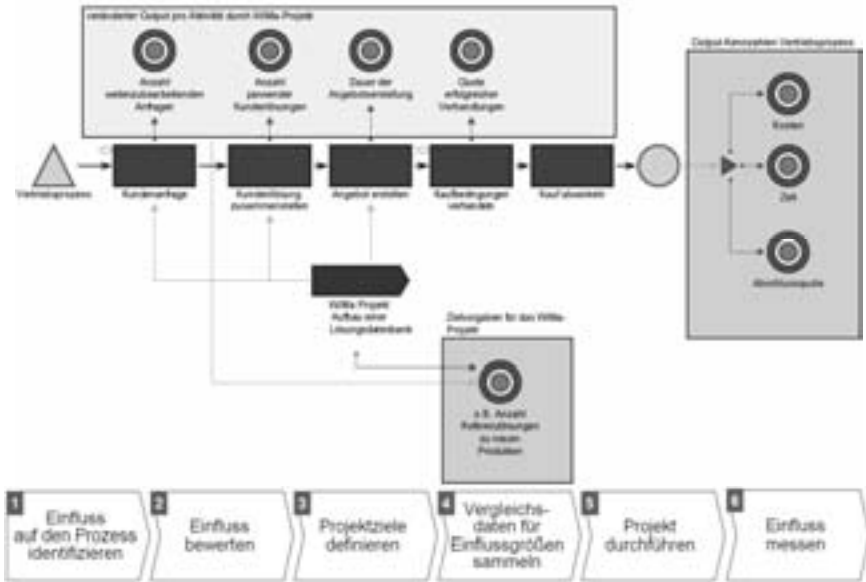 veränderter Output pro Aktivität durch WiMa-Projekt
Anzahl
weiterzubearbeitenden
Anfragen
Anzahl
passender
Kundenlösungen
Dauer der
Angebotserstellung
Quote
erfolgreicher
Verhandlungen
Output-Kennzahlen Vertriebsprozess
Kosten
Zeit
Abschlussquote
Vertriebsprozess
Kundenanfrage
Kundenlösung
zusammenstellen
Angebot erstellen
Kaufbedingungen
verhandeln
Kauf abwickeln
WiMa Projekt
Aufbau einer
Lösungsdatenbank
Zielvorgaben für das WiMa-
Projekt
z.B. Anzahl
Referenzlösungen
zu neuen
Produkten
1
Einfluss
auf den Prozess
identifizieren
2
Einfluss
bewerten
3
Projektziele
definieren
4
Vergleichs-
daten für
Einflussgrößen
sammeln
5
Projekt
durchführen
6
Einfluss
messen